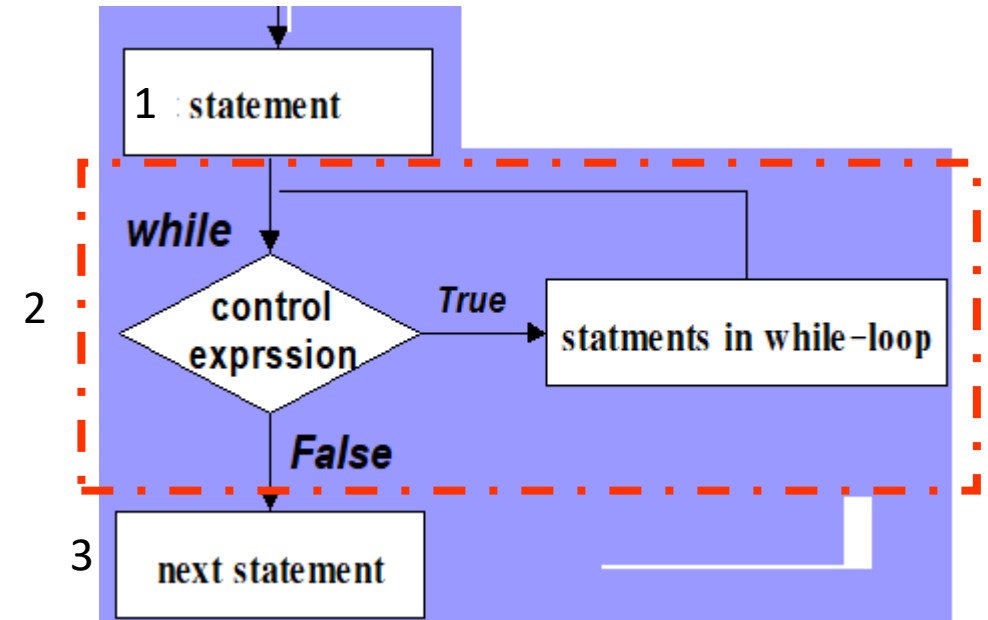 1 statement
while
2
control
exprssion
True
statments in while-loop
False
3
next statement